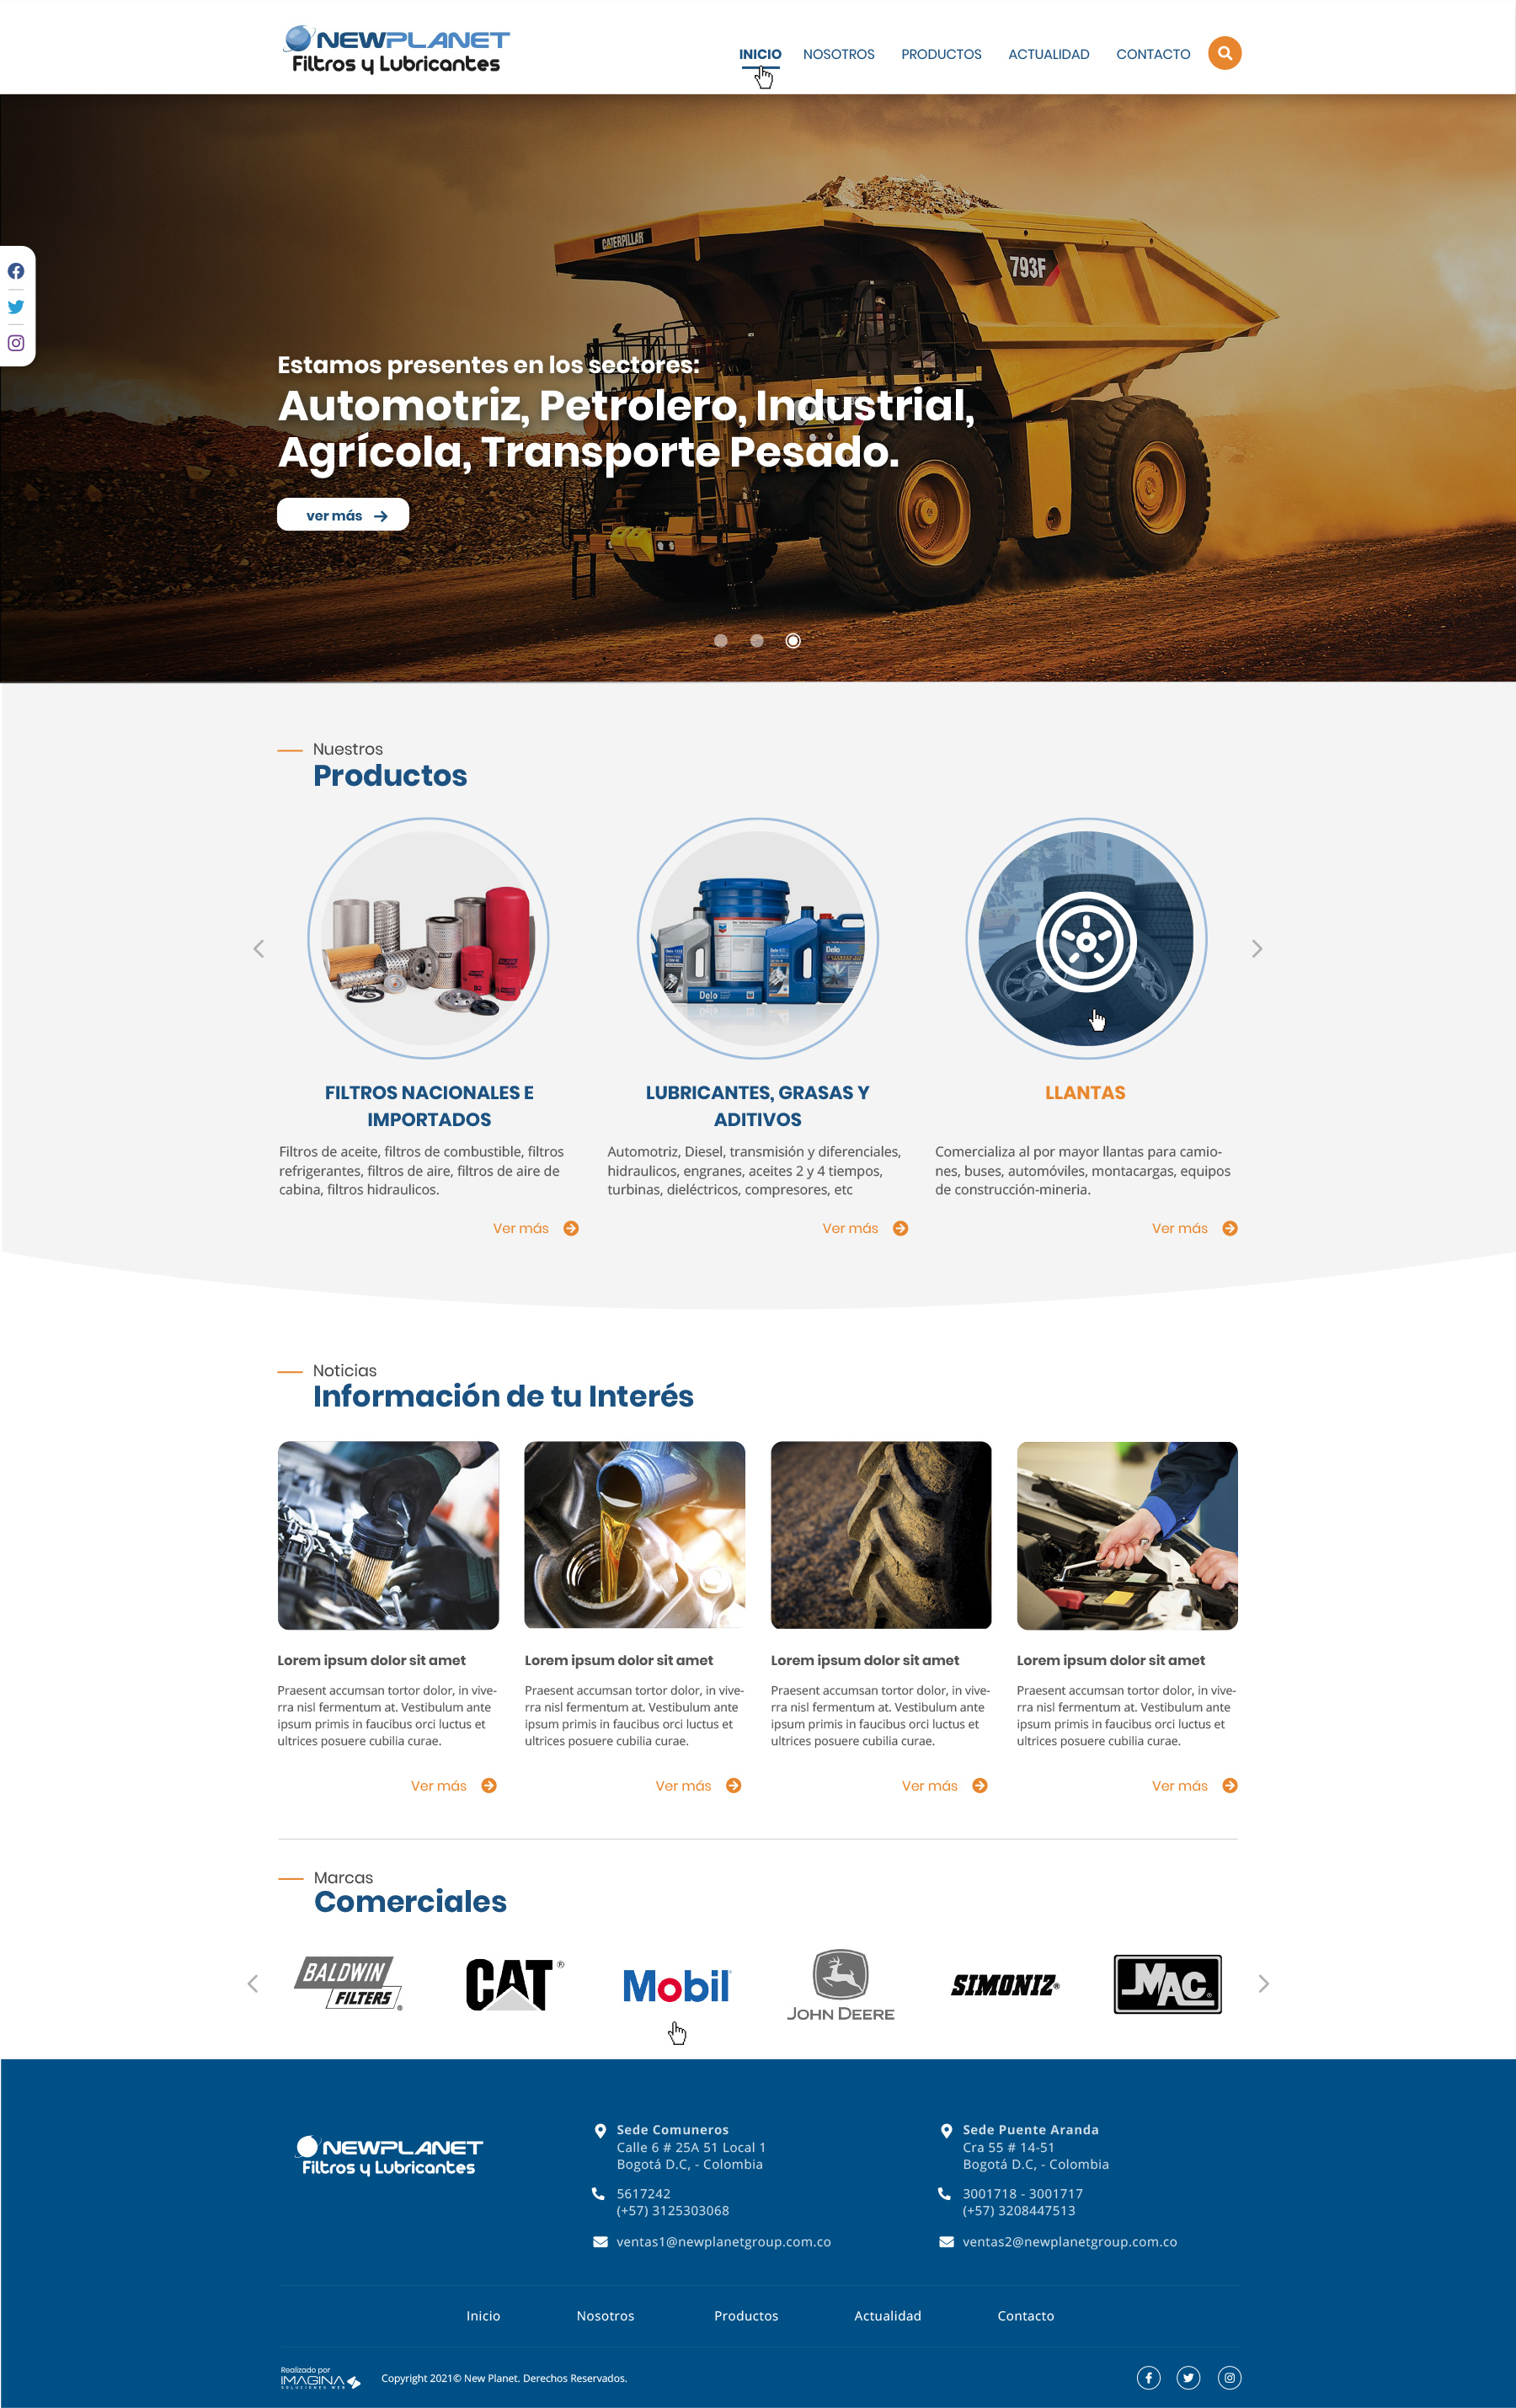 NEWPLANET
Filtros y Lubricantes
INICIO
NOSOTROS
PRODUCTOS
ACTUALIDAD
CONTACTO
CATERPILLAR
793F
Estamos presentes en los sectores:
Automotriz, Petrolero, Industrial,
Agrícola, Transporte Pesado.
ver más
Nuestros
Productos
Delo
FILTROS NACIONALES E
IMPORTADOS
Filtros de aceite, filtros de combustible, filtros
refrigerantes, filtros de aire, filtros de aire de
cabina, filtros hidraulicos.
Ver más
LUBRICANTES, GRASAS Y
ADITIVOS
Automotriz, Diesel, transmisión y diferenciales,
hidraulicos, engranes, aceites 2 y 4 tiempos,
turbinas, dieléctricos, compresores, etc
Ver más
LLANTAS
Comercializa al por mayor llantas para camio-
nes, buses, automóviles, montacargas, equipos
de construcción-mineria.
Ver más
Noticias
Información de tu Interés
Lorem ipsum dolor sit amet
Praesent accumsan tortor dolor, in vive-
rra nisl fermentum at. Vestibulum ante
ipsum primis in faucibus orci luctus et
ultrices posuere cubilia curae.
Ver más
Lorem ipsum dolor sit amet
Praesent accumsan tortor dolor, in vive-
rra nisl fermentum at. Vestibulum ante
ipsum primis in faucibus orci luctus et
ultrices posuere cubilia curae.
Ver más
Lorem ipsum dolor sit amet
Praesent accumsan tortor dolor, in vive-
rra nisl fermentum at. Vestibulum ante
ipsum primis in faucibus orci luctus et
ultrices posuere cubilia curae.
Ver más
Lorem ipsum dolor sit amet
Praesent accumsan tortor dolor, in vive-
rra nisl fermentum at. Vestibulum ante
ipsum primis in faucibus orci luctus et
ultrices posuere cubilia curae.
Ver más
Marcas
Comerciales
BALDWIN
FILTERS®
CAT®
Mobil
JOHN DEERE
SIMONIZ®
MAC®
NEWPLANET
Filtros y Lubricantes
Sede Comuneros
Calle 6 # 25A 51 Local 1
Bogotá D.C, - Colombia
5617242
(+57) 3125303068
ventas1@newplanetgroup.com.co
Sede Puente Aranda
Cra 55 # 14-51
Bogotá D.C, - Colombia
3001718 - 3001717
(+57) 3208447513
ventas2@newplanetgroup.com.co
Inicio
Nosotros
Productos
Actualidad
Contacto
Realizado por
IMAGINA
SOLUCIONES WEB
Copyright 2021© New Planet. Derechos Reservados.